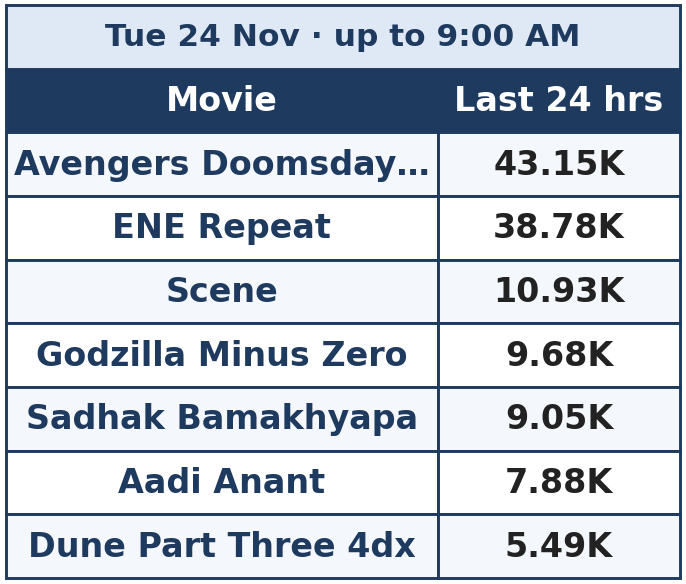 Tue 24 Nov · up to 9:00 AM
Movie Last 24 hrs
Avengers Doomsday... 43.15K
ENE Repeat 38.78K
Scene 10.93K
Godzilla Minus Zero 9.68K
Sadhak Bamakhyapa 9.05K
Aadi Anant 7.88K
Dune Part Three 4dx 5.49K